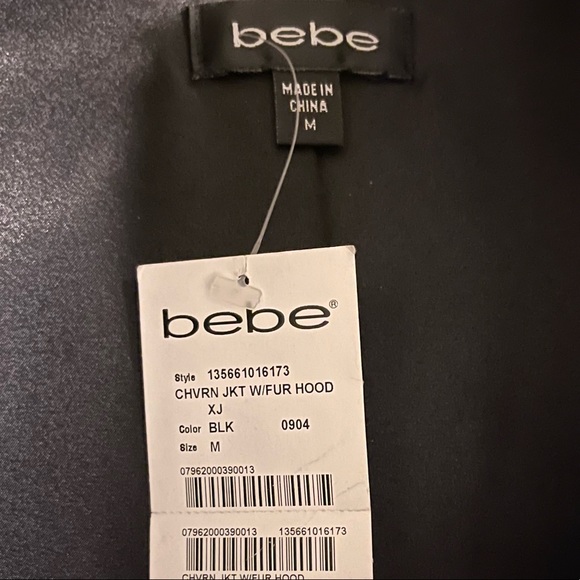 bebe
MADE IN
CHINA
M
bebe®
Style 135661016173
CHVRN JKT W/FUR HOOD
XJ
Color BLK 0904
Size M
07962000390013
07962000390013 135661016173
CHVRN JKT W/FUR HOOD